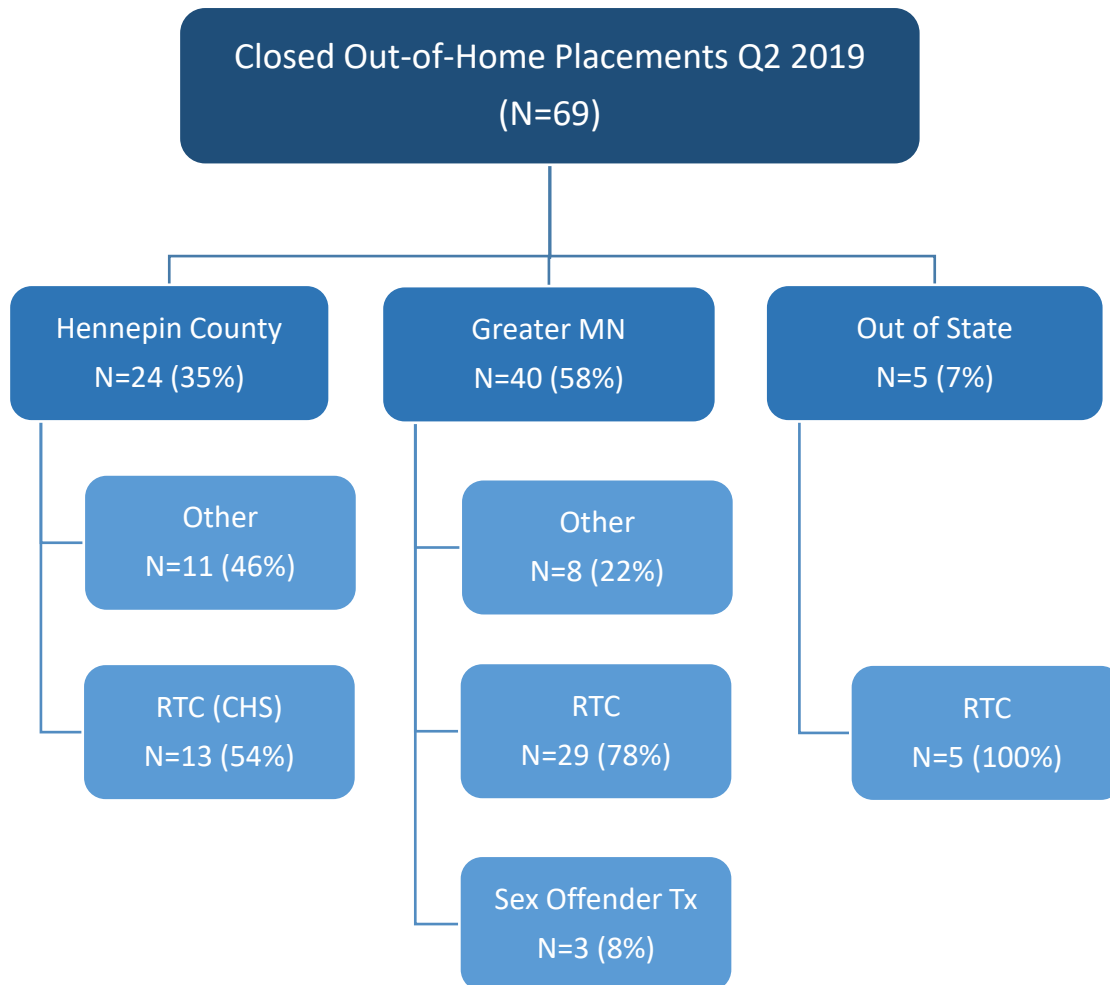 Closed Out-of-Home Placements Q2 2019
(N=69)
Hennepin County
N=24 (35%)
Greater MN
N=40 (58%)
Out of State
N=5 (7%)
Other
N=11 (46%)
Other
N=8 (22%)
RTC (CHS)
N=13 (54%)
RTC
N=29 (78%)
RTC
N=5 (100%)
Sex Offender Tx
N=3 (8%)